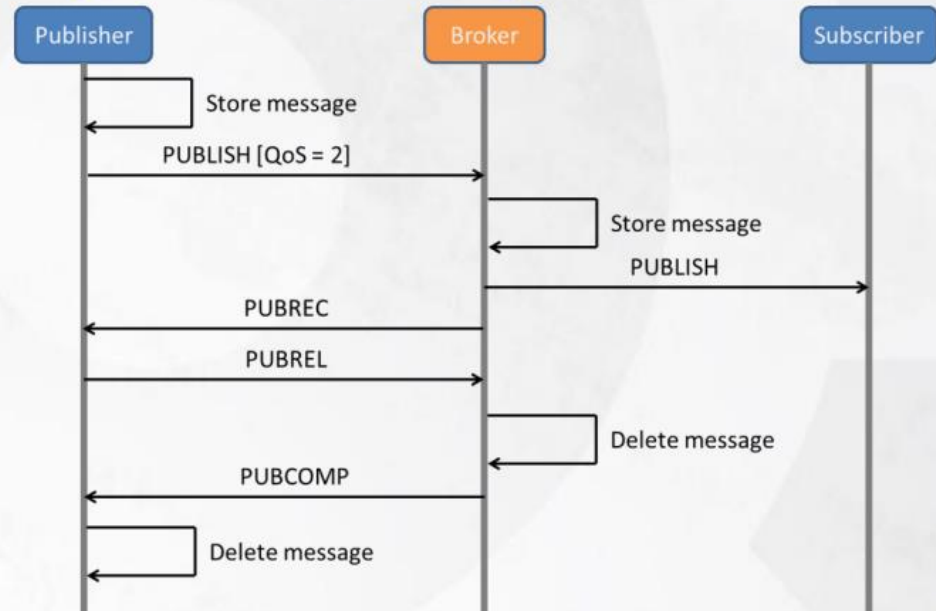 Publisher
Broker
Subscriber
Store message
PUBLISH [QoS = 2]
Store message
PUBLISH
PUBREC
PUBREL
Delete message
PUBCOMP
Delete message